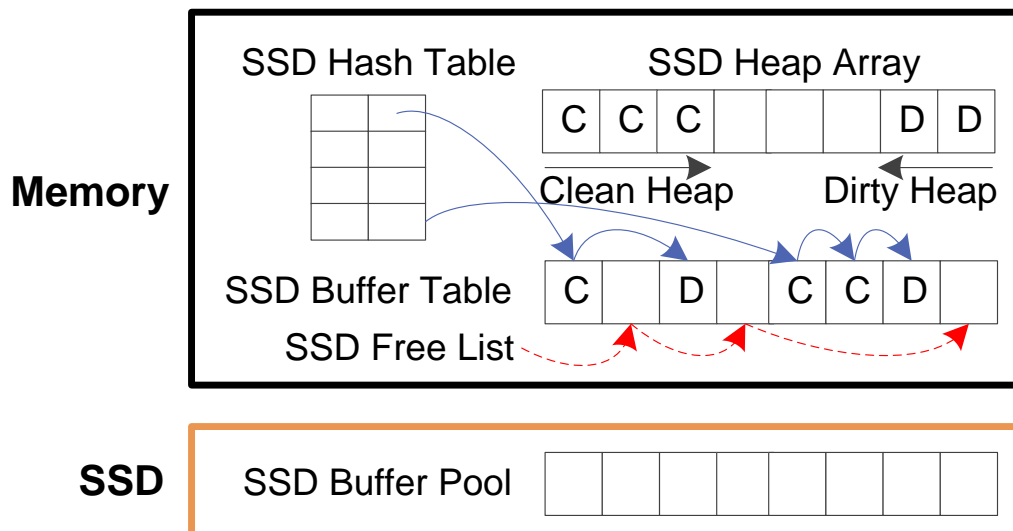 SSD Hash Table
SSD Heap Array
C C C D D
Memory
Clean Heap
Dirty Heap
SSD Buffer Table
C D C C D
SSD Free List
SSD
SSD Buffer Pool